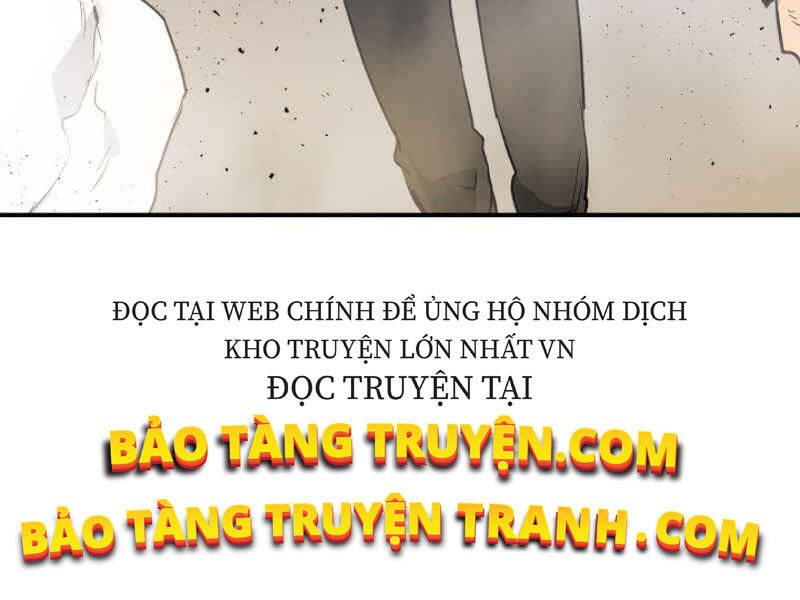 ĐỌC TẠI WEB CHÍNH ĐỂ ỦNG HỘ NHÓM DỊCH
KHO TRUYỆN LỚN NHẤT VN
ĐỌC TRUYỆN TẠI
BẢO TÀNG TRUYỆN.COM
BẢO TÀNG TRUYỆN TRANH.COM